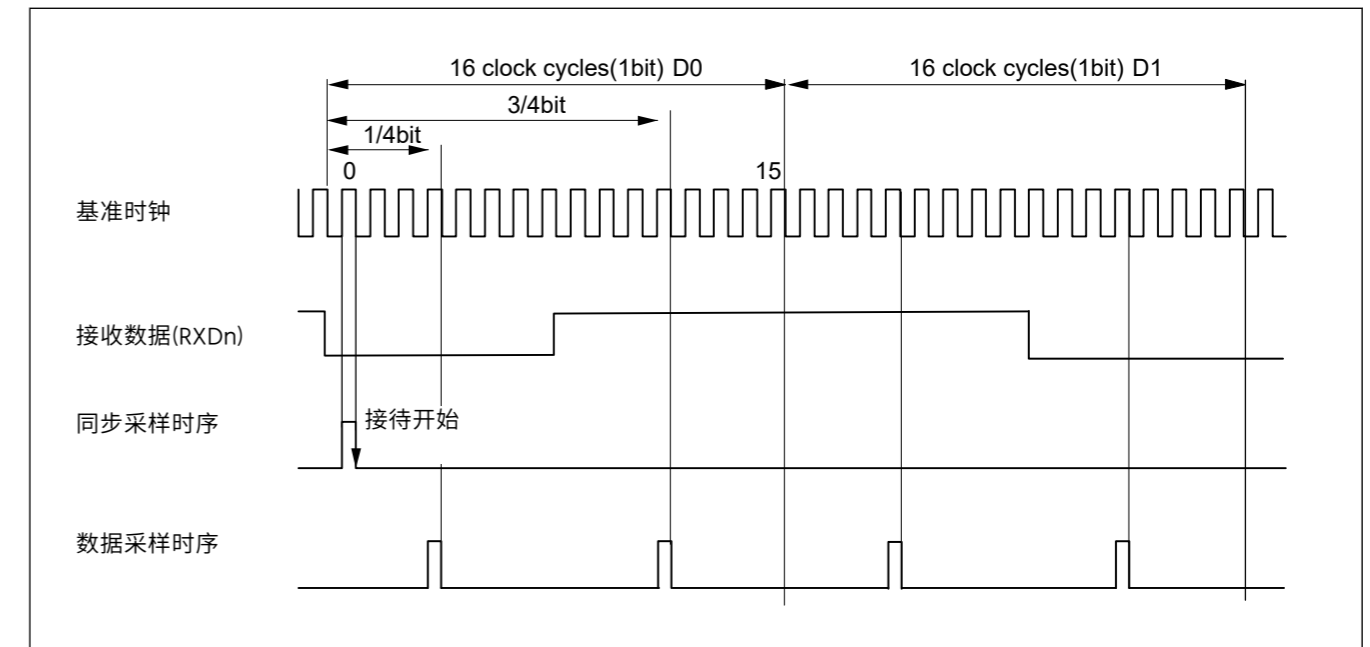 16 clock cycles(1bit) D0
16 clock cycles(1bit) D1
3/4bit
1/4bit
0
15
基准时钟
接收数据(RXDn)
同步采样时序
接待开始
数据采样时序